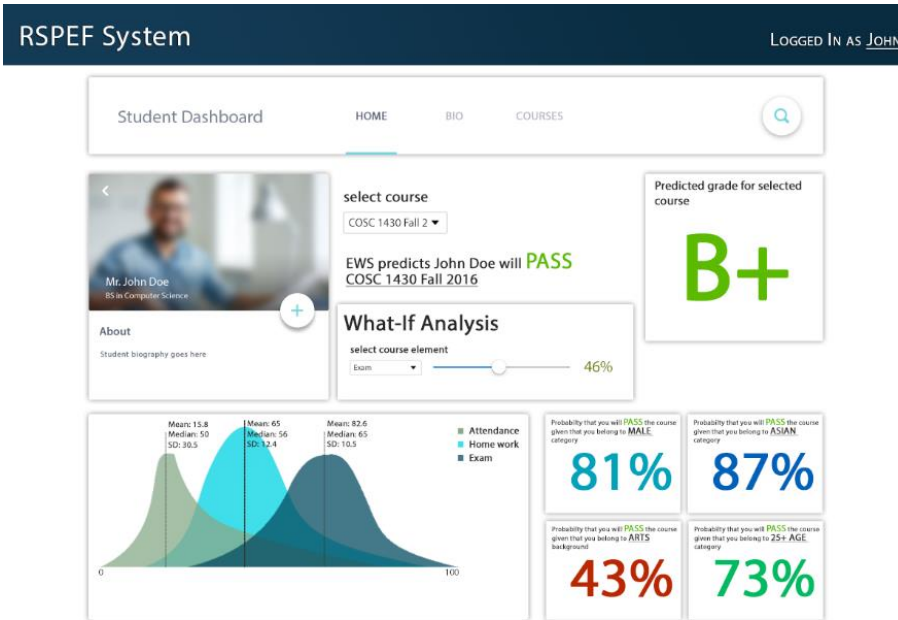 RSPEF System
LOGGED IN AS JOHN
Student Dashboard
HOME
BIO
COURSES
Mr. John Doe
BS in Computer Science
About
Student biography goes here
select course
COSC 1430 Fall 2
EWS predicts John Doe will PASS
COSC 1430 Fall 2016
What-If Analysis
select course element
Exam
46%
Predicted grade for selected
course
B+
Mean: 15.8
Median: 50
SD: 30.5
Mean: 65
Median: 56
SD: 12.4
Mean: 82.6
Median: 65
SD: 10.5
Attendance
Home work
Exam
0
100
Probabilty that you will PASS the course
given that you belong to MALE
category
81%
Probabilty that you will PASS the course
given that you belong to ASIAN
category
87%
Probabilty that you will PASS the course
given that you belong to ARTS
background
43%
Probabilty that you will PASS the course
given that you belong to 25+ AGE
category
73%